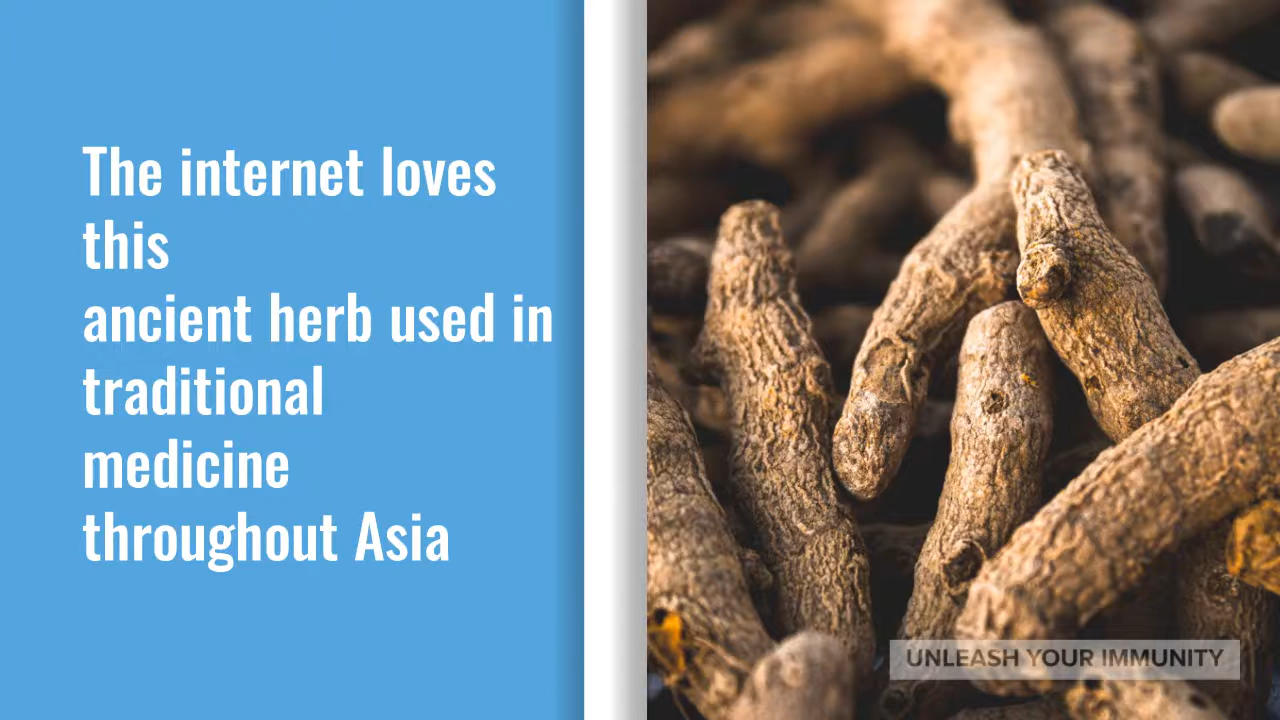 The internet loves
this
ancient herb used in
traditional
medicine
throughout Asia
UNLEASH YOUR IMMUNITY